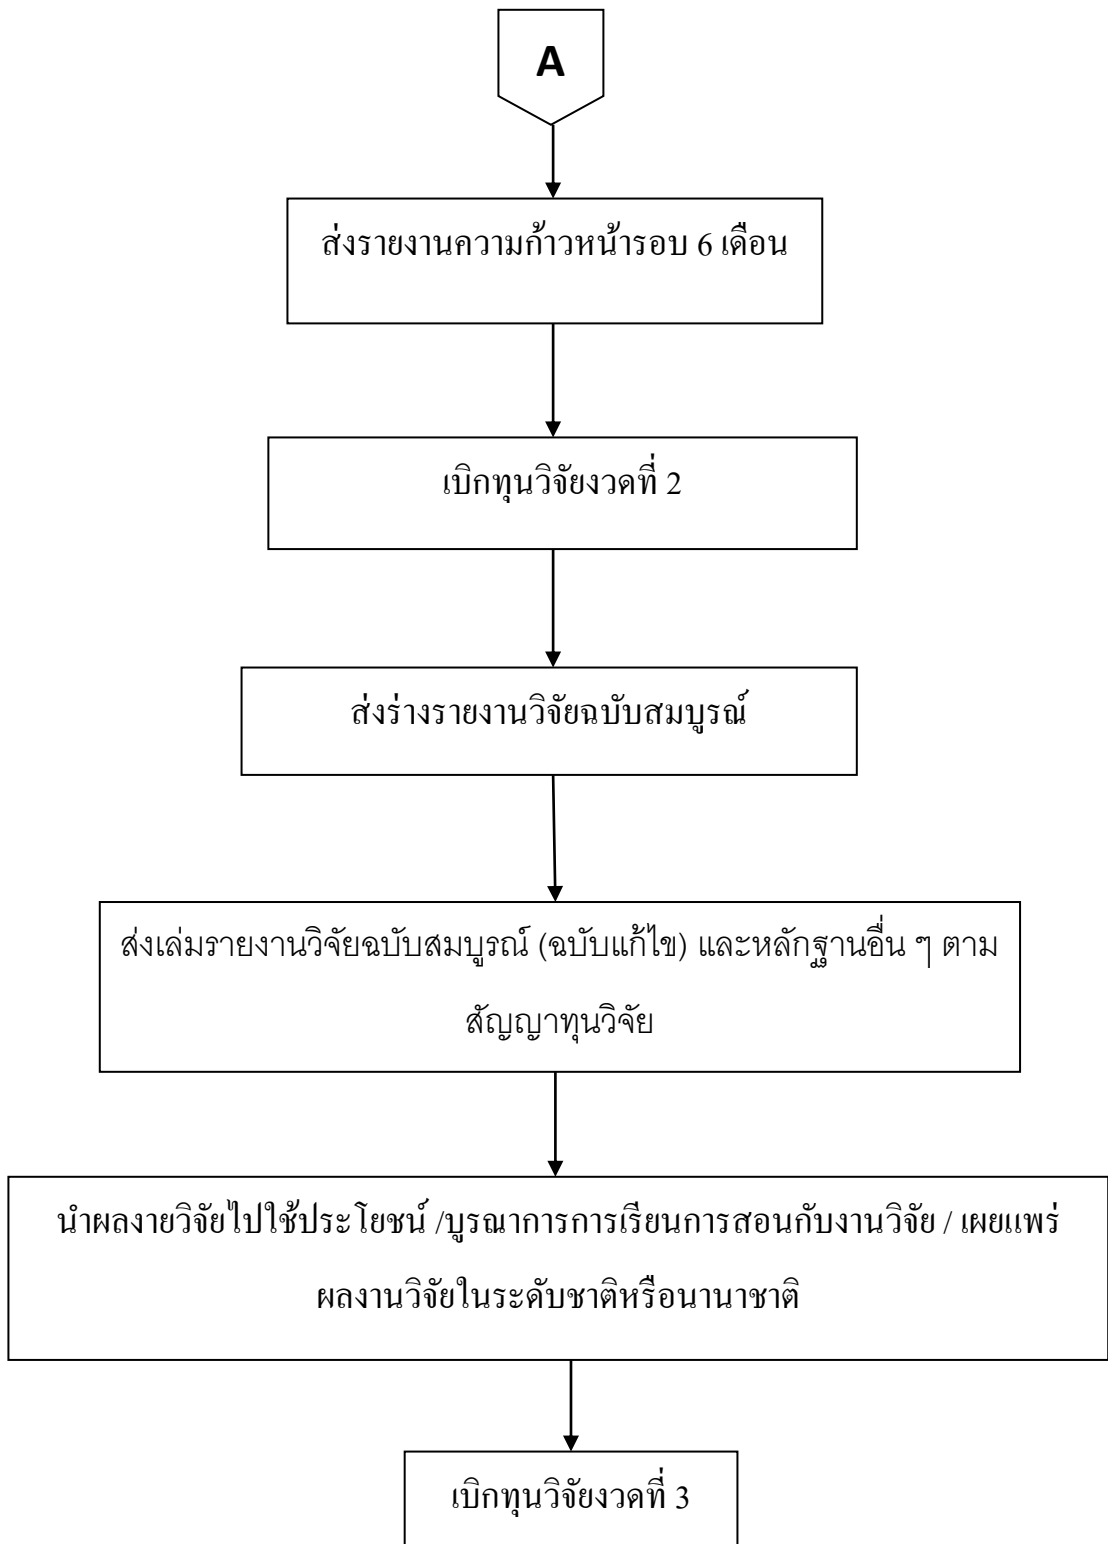 A
ส่งรายงานความก้าวหน้ารอบ 6 เดือน
เบิกทุนวิจัยงวดที่ 2
ส่งร่างรายงานวิจัยฉบับสมบูรณ์
ส่งเล่มรายงานวิจัยฉบับสมบูรณ์ (ฉบับแก้ไข) และหลักฐานอื่น ๆ ตาม
สัญญาทุนวิจัย
นำผลงายวิจัยไปใช้ประโยชน์ /บูรณาการการเรียนการสอนกับงานวิจัย / เผยแพร่
ผลงานวิจัยในระดับชาติหรือนานาชาติ
เบิกทุนวิจัยงวดที่ 3